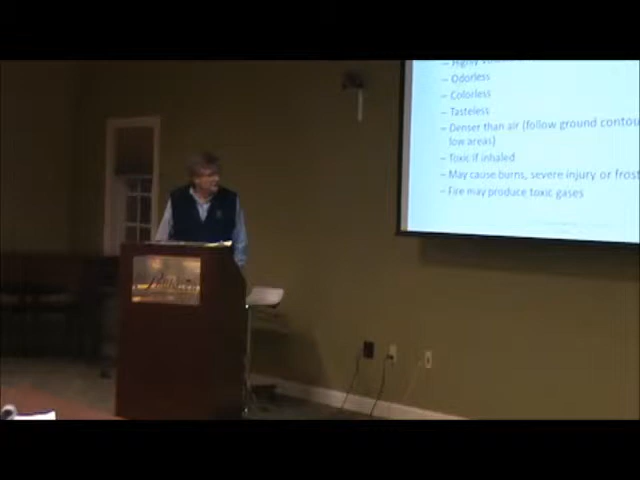 – Highly
– Odorless
– Colorless
– Tasteless
– Denser than air (follow ground contou
low areas)
– Toxic if inhaled
– May cause burns, severe injury or frost
– Fire may produce toxic gases